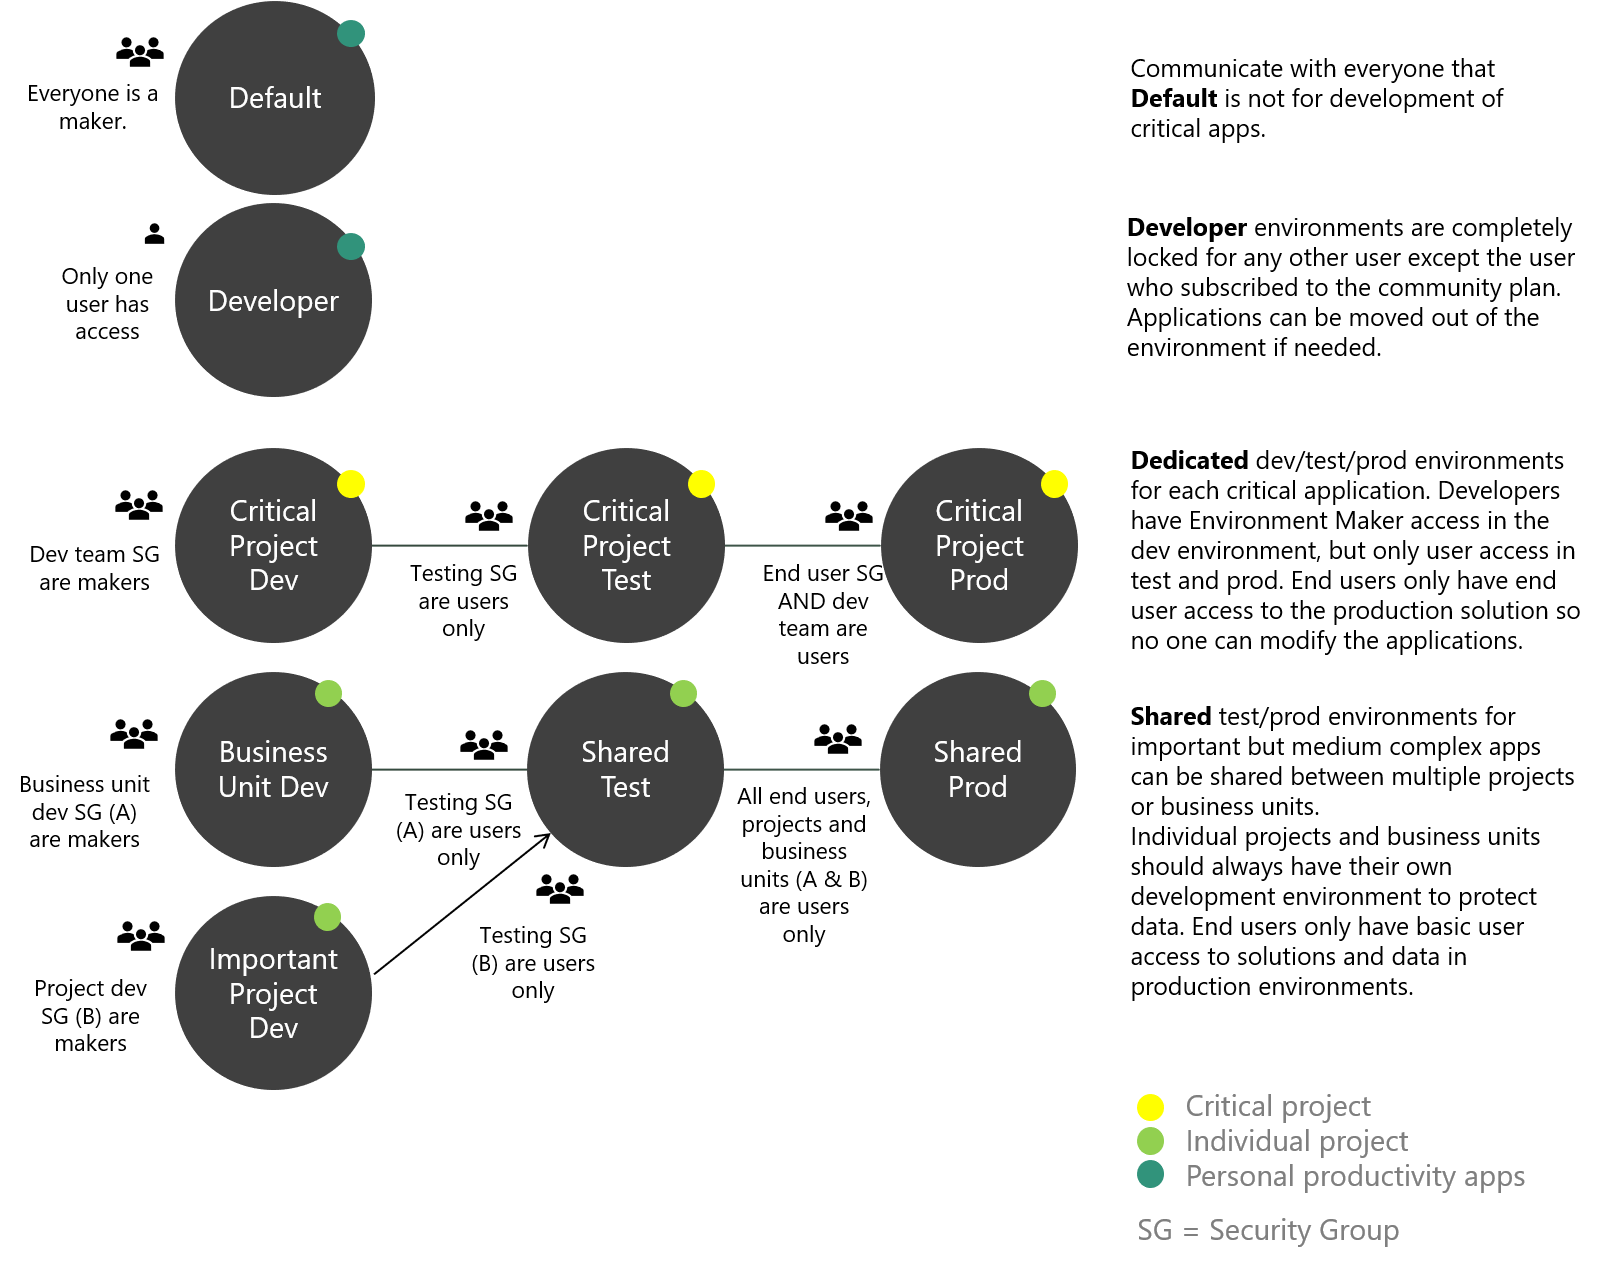 Everyone is a
maker.
Default
Communicate with everyone that
Default is not for development of
critical apps.
Only one
user has
access
Developer
Developer environments are completely
locked for any other user except the user
who subscribed to the community plan.
Applications can be moved out of the
environment if needed.
Dev team SG
are makers
Critical
Project
Dev
Testing SG
are users
only
Critical
Project
Test
End user SG
AND dev
team are
users
Critical
Project
Prod
Dedicated dev/test/prod environments
for each critical application. Developers
have Environment Maker access in the
dev environment, but only user access in
test and prod. End users only have end
user access to the production solution so
no one can modify the applications.
Business unit
dev SG (A)
are makers
Business
Unit Dev
Testing SG
(A) are users
only
Shared
Test
All end users,
projects and
business
units (A & B)
are users
only
Shared
Prod
Shared test/prod environments for
important but medium complex apps
can be shared between multiple projects
or business units.
Individual projects and business units
should always have their own
development environment to protect
data. End users only have basic user
access to solutions and data in
production environments.
Project dev
SG (B) are
makers
Important
Project
Dev
Testing SG
(B) are users
only
Critical project
Individual project
Personal productivity apps
SG = Security Group